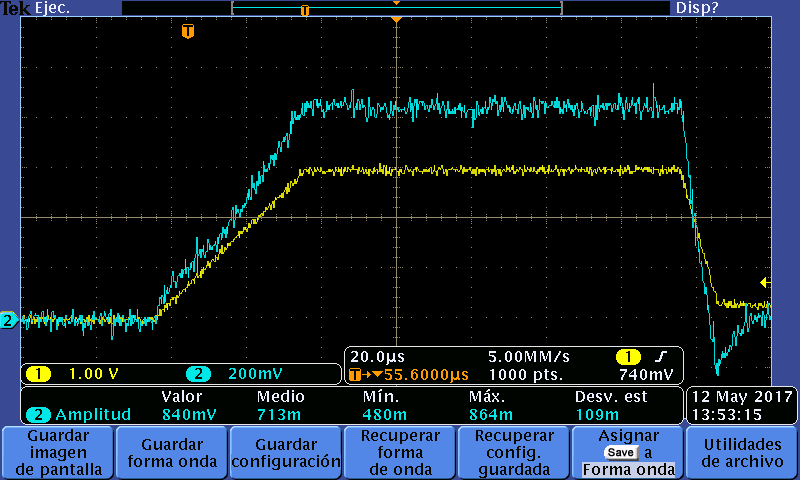 Tek Ejec. Disp?
T
T
2
20.0µs 5.00MM/s 1 ʃ
1 1.00 V 2 200mV T→▼55.6000µs 1000 pts. 740mV
Valor Medio Mín. Máx. Desv. est
2 Amplitud 840mV 713m 480m 864m 109m
12 May 2017
13:53:15
Guardar
imagen
de pantalla
Guardar
forma onda
Guardar
configuración
Recuperar
forma
de onda
Recuperar
config.
guardada
Asignar
Save a
Forma onda
Utilidades
de archivo